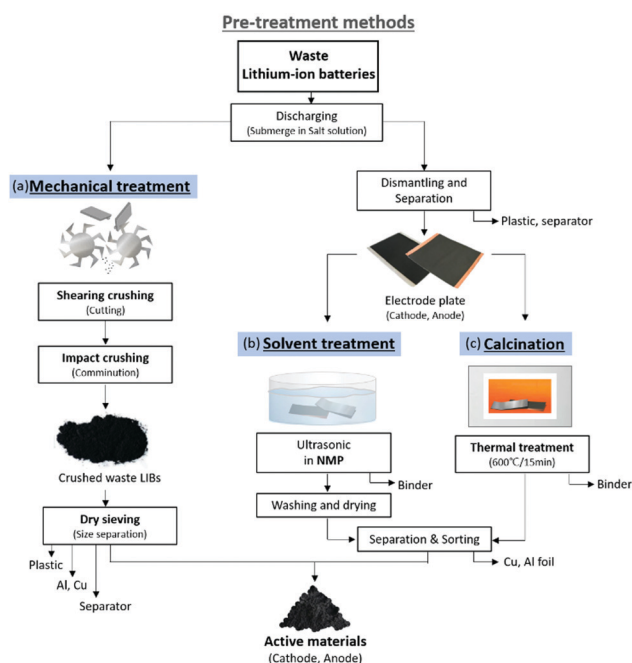 Pre-treatment methods
Waste
Lithium-ion batteries
Discharging
(Submerge in Salt solution)
(a) Mechanical treatment
Shearing crushing
(Cutting)
Impact crushing
(Comminution)
Crushed waste LIBs
Dry sieving
(Size separation)
Plastic
Al, Cu
Separator
Dismantling and
Separation
Plastic, separator
Electrode plate
(Cathode, Anode)
(b) Solvent treatment
Ultrasonic
in NMP
Binder
Washing and drying
(c) Calcination
Thermal treatment
(600℃/15min)
Binder
Separation & Sorting
Cu, Al foil
Active materials
(Cathode, Anode)